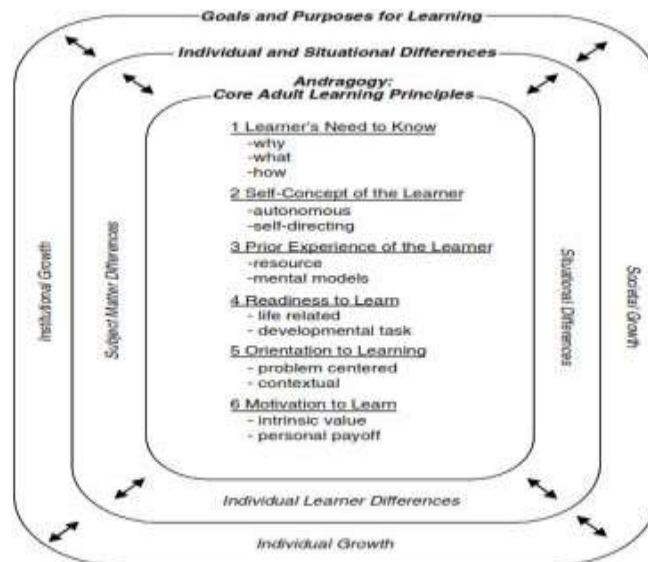 Goals and Purposes for Learning
Individual and Situational Differences
Andragogy:
Core Adult Learning Principles
1 Learner's Need to Know
-why
-what
-how
2 Self-Concept of the Learner
-autonomous
-self-directing
3 Prior Experience of the Learner
-resource
-mental models
4 Readiness to Learn
- life related
- developmental task
5 Orientation to Learning
- problem centered
- contextual
6 Motivation to Learn
- intrinsic value
- personal payoff
Institutional Growth
Subject Matter Differences
Situational Differences
Societal Growth
Individual Learner Differences
Individual Growth